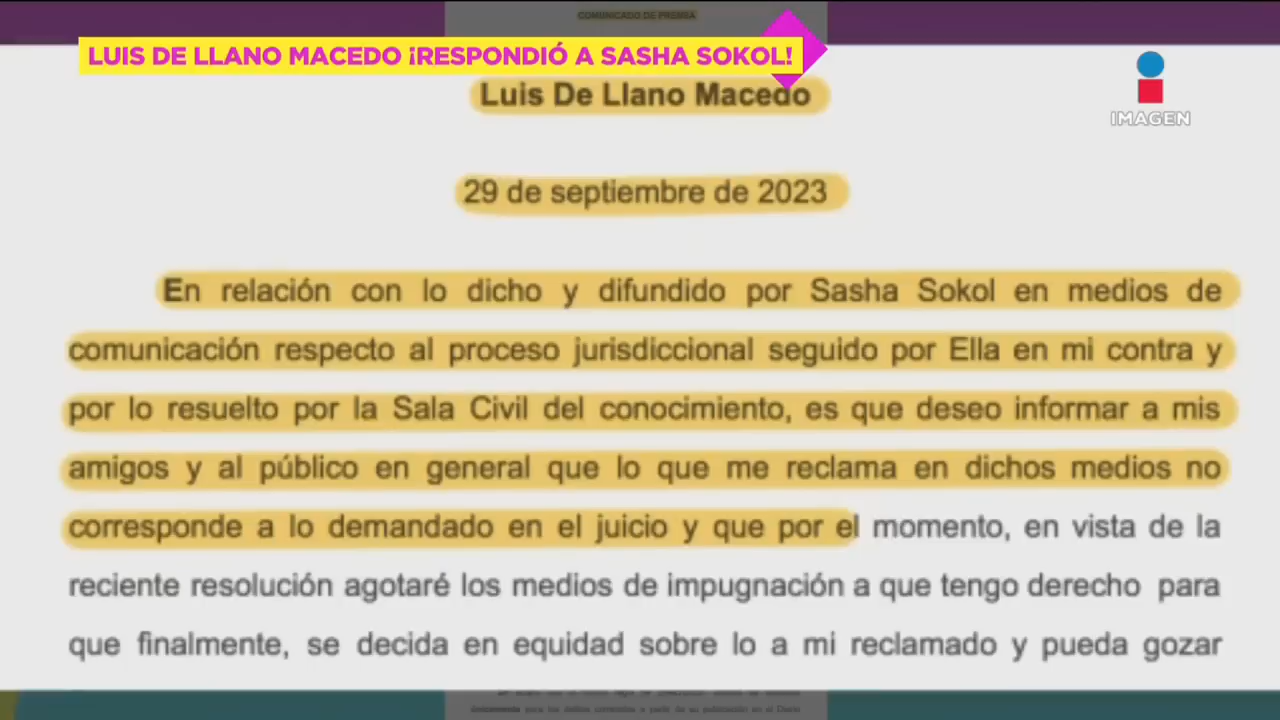 COMUNICADO DE PRENSA
LUIS DE LLANO MACEDO ¡RESPONDIÓ A SASHA SOKOL!
IMAGEN
Luis De Llano Macedo
29 de septiembre de 2023
En relación con lo dicho y difundido por Sasha Sokol en medios de
comunicación respecto al proceso jurisdiccional seguido por Ella en mi contra y
por lo resuelto por la Sala Civil del conocimiento, es que deseo informar a mis
amigos y al público en general que lo que me reclama en dichos medios no
corresponde a lo demandado en el juicio y que por el momento, en vista de la
reciente resolución agotaré los medios de impugnación a que tengo derecho para
que finalmente, se decida en equidad sobre lo a mi reclamado y pueda gozar